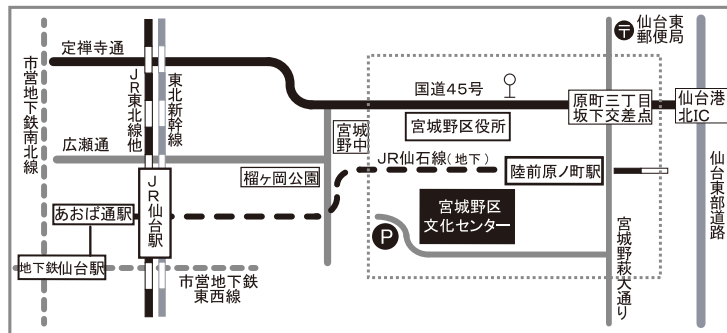 定禅寺通
市営地下鉄南北線
JR東北線他
東北新幹線
広瀬通
あおば通駅
JR仙台駅
地下鉄仙台駅
市営地下鉄
東西線
榴ヶ岡公園
宮城
野中
国道45号
宮城野区役所
JR仙石線(地下)
陸前原ノ町駅
宮城野区
文化センター
P
〒
仙台東
郵便局
原町三丁目
坂下交差点
仙台港
北IC
仙台東部道路
宮城野萩大通り